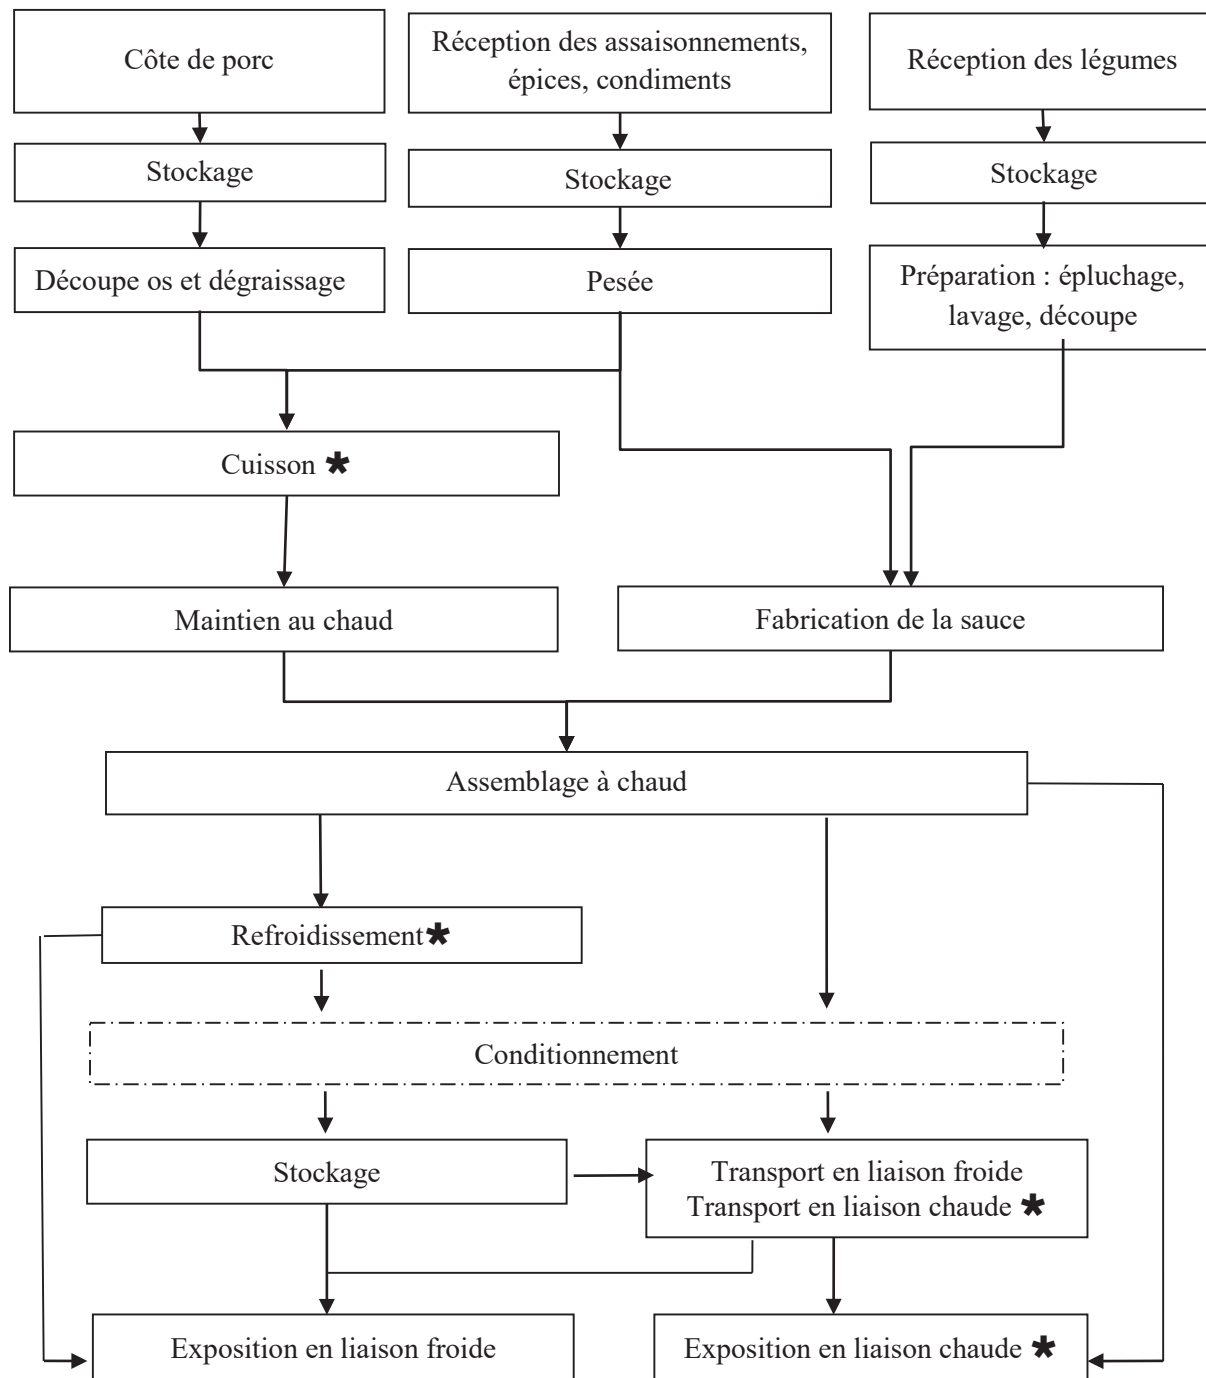 Côte de porc
Réception des assaisonnements,
épices, condiments
Réception des légumes
Stockage
Stockage
Stockage
Découpe os et dégraissage
Pesée
Préparation : épluchage,
lavage, découpe
Cuisson *
Maintien au chaud
Fabrication de la sauce
Assemblage à chaud
Refroidissement*
Conditionnement
Stockage
Transport en liaison froide
Transport en liaison chaude *
Exposition en liaison froide
Exposition en liaison chaude *